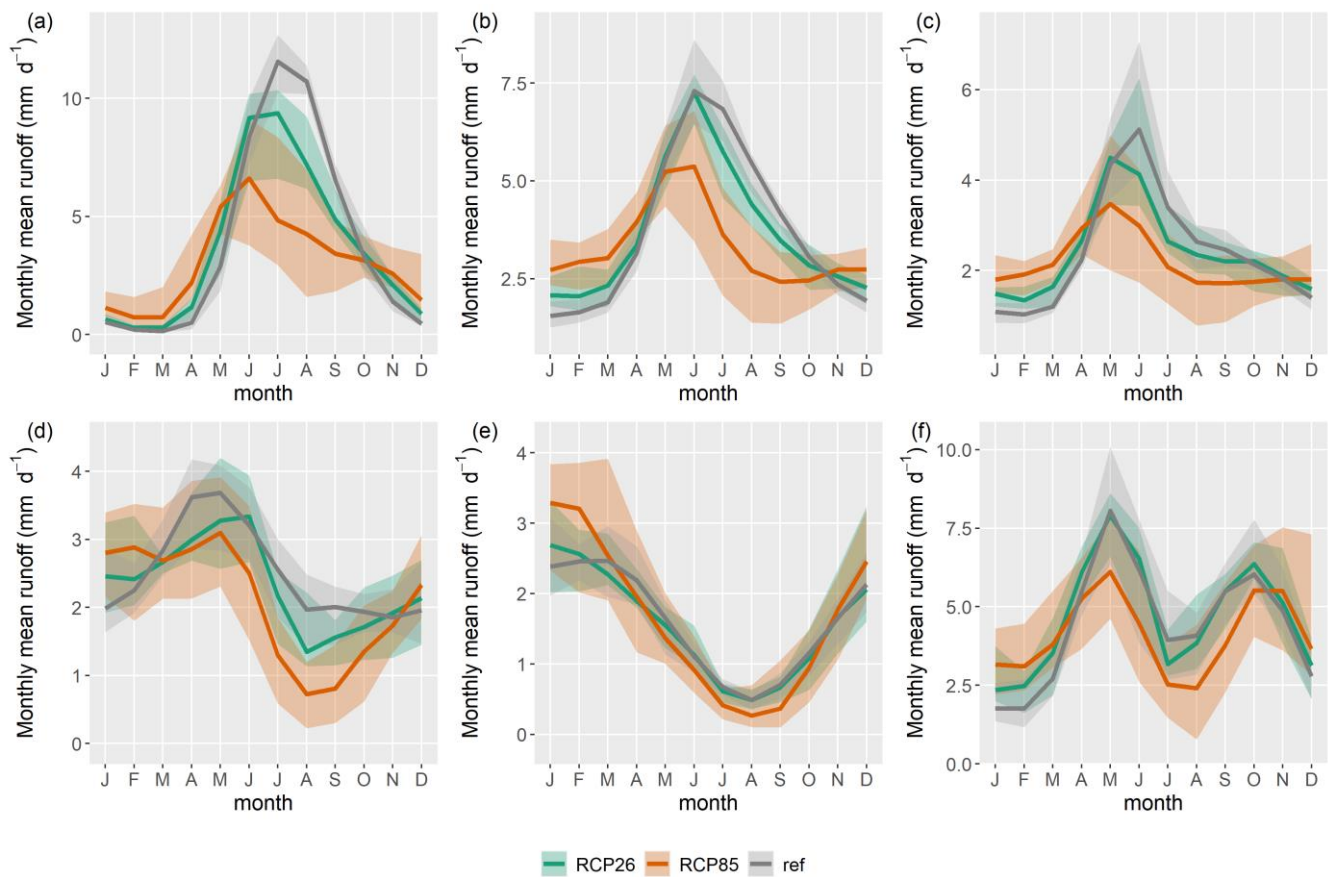 (a)
Monthly mean runoff (mm d⁻¹)
10
5
0
J F M A M J J A S O N D
month
(b)
Monthly mean runoff (mm d⁻¹)
7.5
5.0
2.5
J F M A M J J A S O N D
month
(c)
Monthly mean runoff (mm d⁻¹)
6
4
2
J F M A M J J A S O N D
month
(d)
Monthly mean runoff (mm d⁻¹)
4
3
2
1
0
J F M A M J J A S O N D
month
(e)
Monthly mean runoff (mm d⁻¹)
4
3
2
1
0
J F M A M J J A S O N D
month
(f)
Monthly mean runoff (mm d⁻¹)
10.0
7.5
5.0
2.5
0.0
J F M A M J J A S O N D
month
RCP26 RCP85 ref